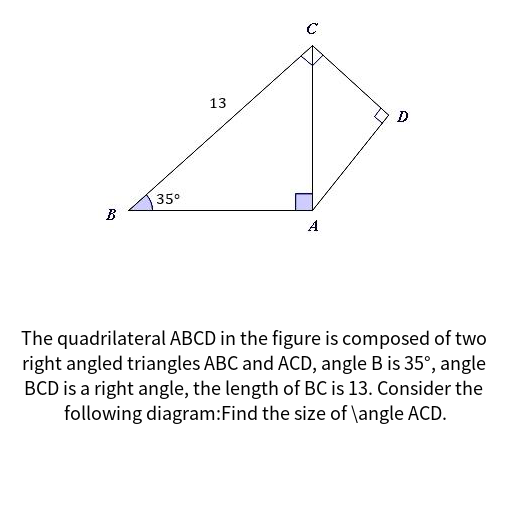 C
13
D
35°
B
A
The quadrilateral ABCD in the figure is composed of two
right angled triangles ABC and ACD, angle B is 35°, angle
BCD is a right angle, the length of BC is 13. Consider the
following diagram:Find the size of \angle ACD.